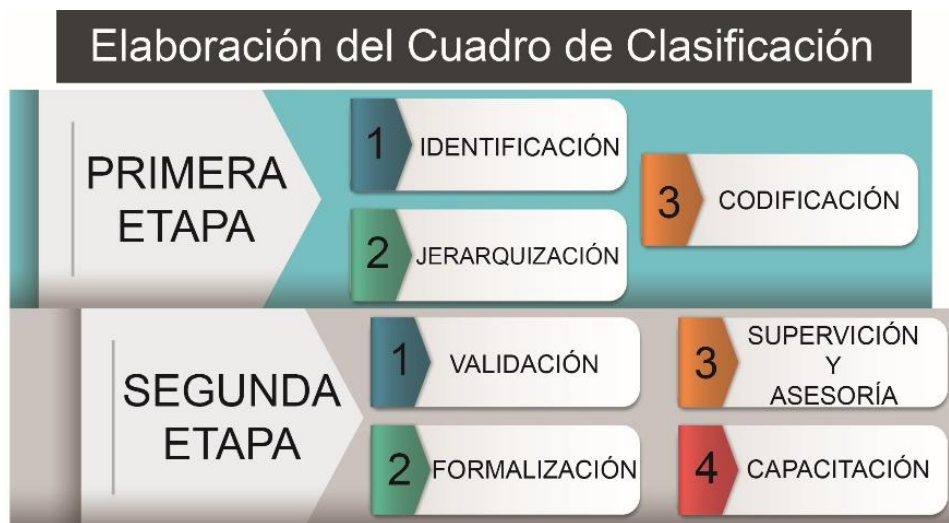 Elaboración del Cuadro de Clasificación
PRIMERA
ETAPA
1 IDENTIFICACIÓN
2 JERARQUIZACIÓN
3 CODIFICACIÓN
SEGUNDA
ETAPA
1 VALIDACIÓN
2 FORMALIZACIÓN
3 SUPERVICIÓN
Y
ASESORÍA
4 CAPACITACIÓN